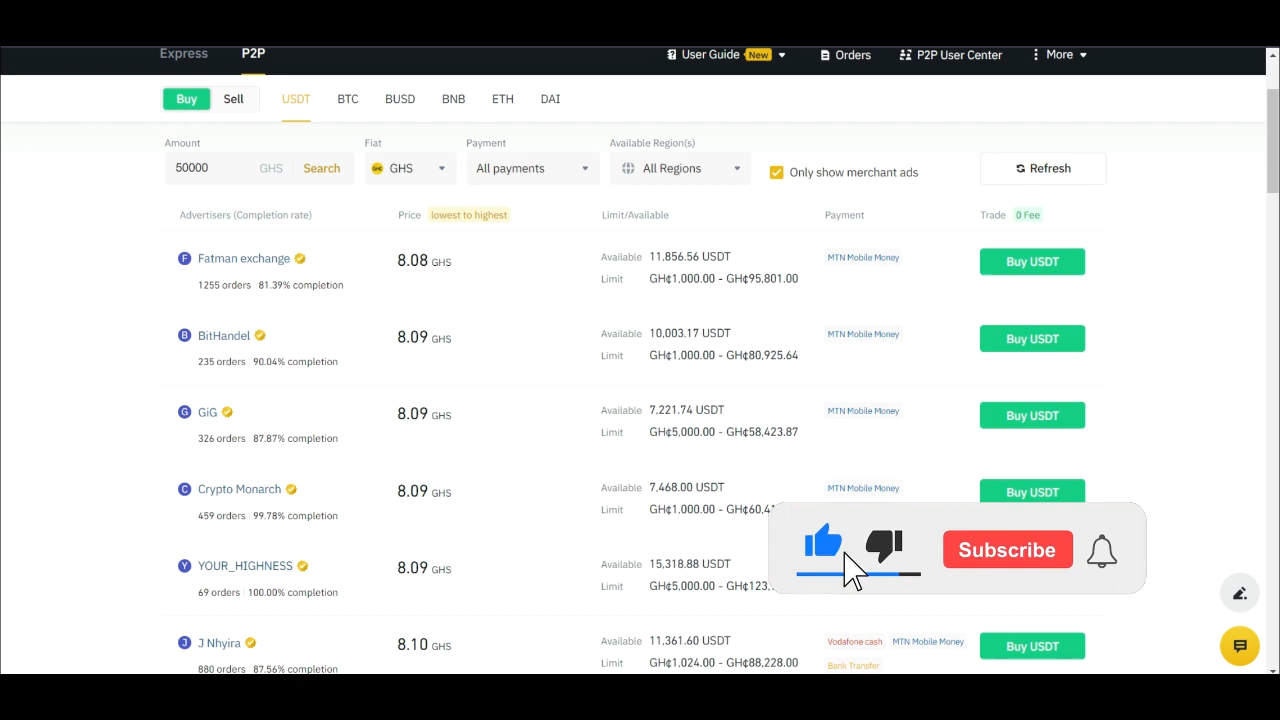 Express P2P User Guide New Orders P2P User Center More
Buy Sell USDT BTC BUSD BNB ETH DAI
Amount Fiat Payment Available Region(s)
50000 GHS Search GHS All payments All Regions Only show merchant ads Refresh
Advertisers (Completion rate) Price lowest to highest Limit/Available Payment Trade 0 Fee
F Fatman exchange 8.08 GHS Available 11,856.56 USDT MTN Mobile Money Buy USDT
1255 orders 81.39% completion Limit GH¢1,000.00 - GH¢95,801.00
B BitHandel 8.09 GHS Available 10,003.17 USDT MTN Mobile Money Buy USDT
235 orders 90.04% completion Limit GH¢1,000.00 - GH¢80,925.64
G GiG 8.09 GHS Available 7,221.74 USDT MTN Mobile Money Buy USDT
326 orders 87.87% completion Limit GH¢5,000.00 - GH¢58,423.87
C Crypto Monarch 8.09 GHS Available 7,468.00 USDT MTN Mobile Money Buy USDT
459 orders 99.78% completion Limit GH¢1,000.00 -
Subscribe
Y YOUR_HIGHNESS 8.09 GHS Available 15,318.88 USDT
69 orders 100.00% completion Limit GH¢5,000.00 -
J J Nhyira 8.10 GHS Available 11,361.60 USDT Vodafone cash MTN Mobile Money Buy USDT
880 orders 87.56% completion Limit GH¢1,024.00 - GH¢88,228.00 Bank Transfer